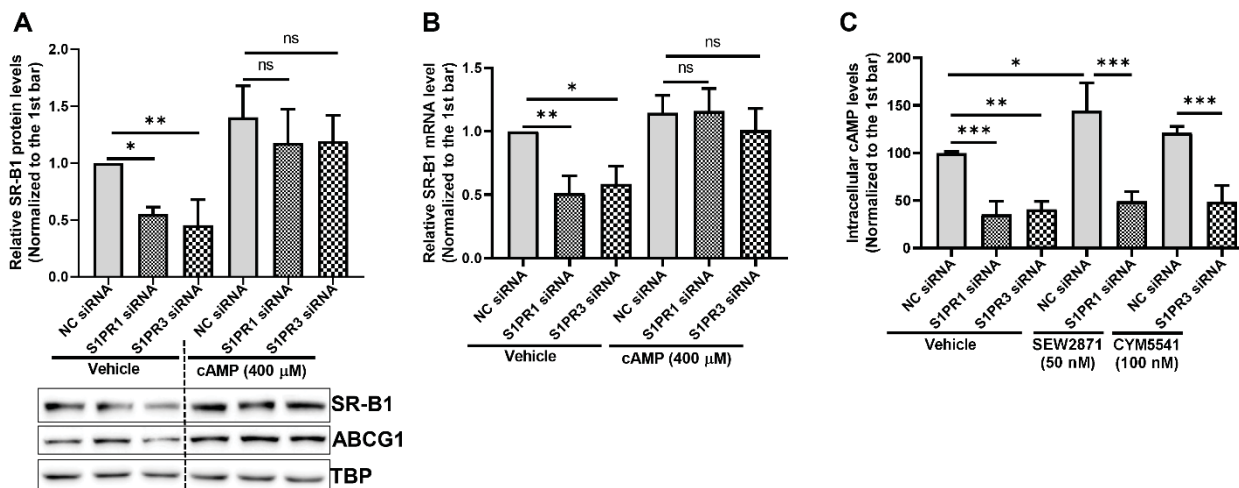 A
Relative SR-B1 protein levels
(Normalized to the 1st bar)
2.0
1.5
1.0
0.5
0.0
ns
ns
**
*
NC siRNA
S1PR1 siRNA
S1PR3 siRNA
NC siRNA
S1PR1 siRNA
S1PR3 siRNA
Vehicle
cAMP (400 μM)
SR-B1
ABCG1
TBP
B
Relative SR-B1 mRNA level
(Normalized to the 1st bar)
1.5
1.0
0.5
0.0
ns
ns
*
**
NC siRNA
S1PR1 siRNA
S1PR3 siRNA
NC siRNA
S1PR1 siRNA
S1PR3 siRNA
Vehicle
cAMP (400 μM)
C
Intracellular cAMP levels
(Normalized to the 1st bar)
200
150
100
50
0
*
***
**
***
***
NC siRNA
S1PR1 siRNA
S1PR3 siRNA
NC siRNA
S1PR1 siRNA
NC siRNA
S1PR3 siRNA
Vehicle
SEW2871
(50 nM)
CYM5541
(100 nM)